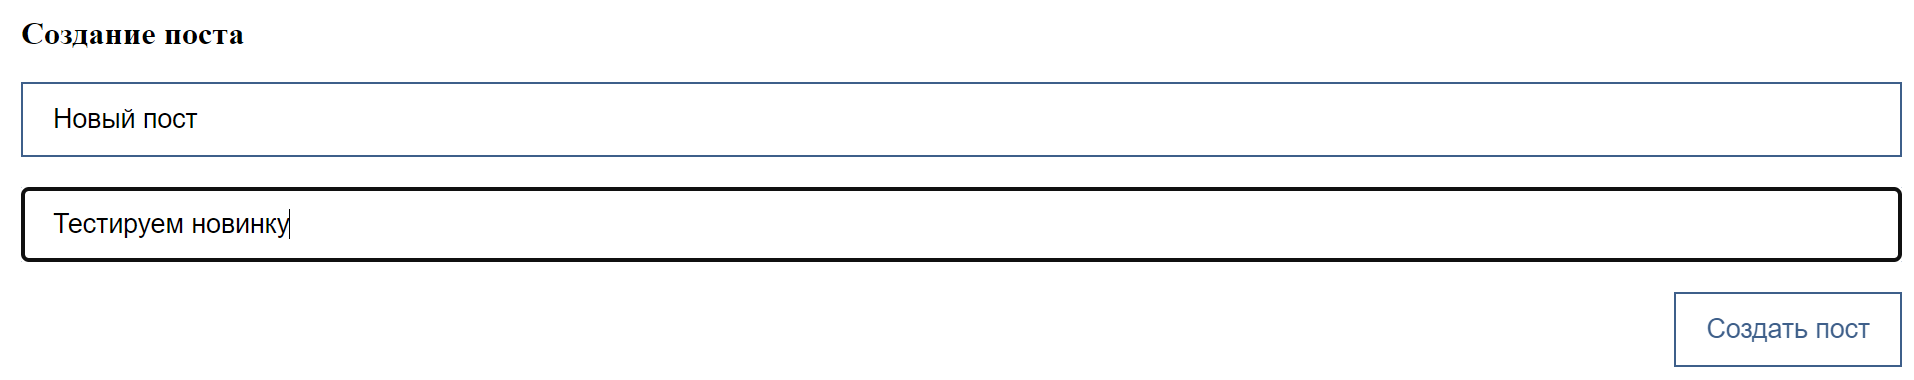 Создание поста
Новый пост
Тестируем новинку
Создать пост